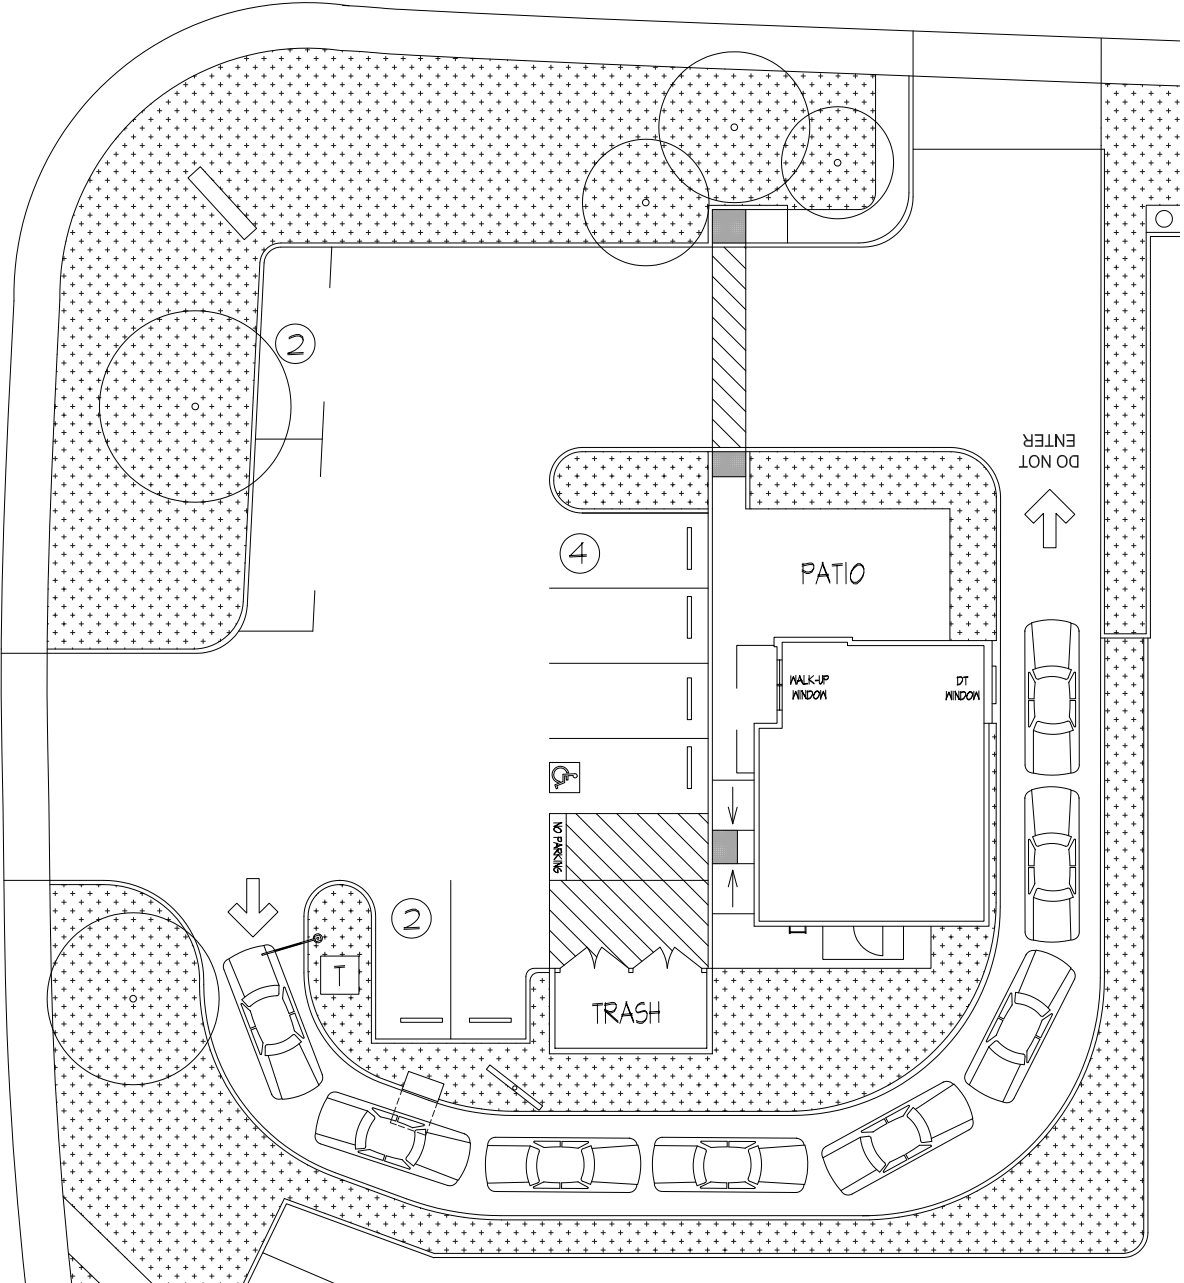 2
DO NOT
ENTER
4
PATIO
WALK-UP
WINDOW
DT
WINDOW
NO PARKING
2
T
TRASH